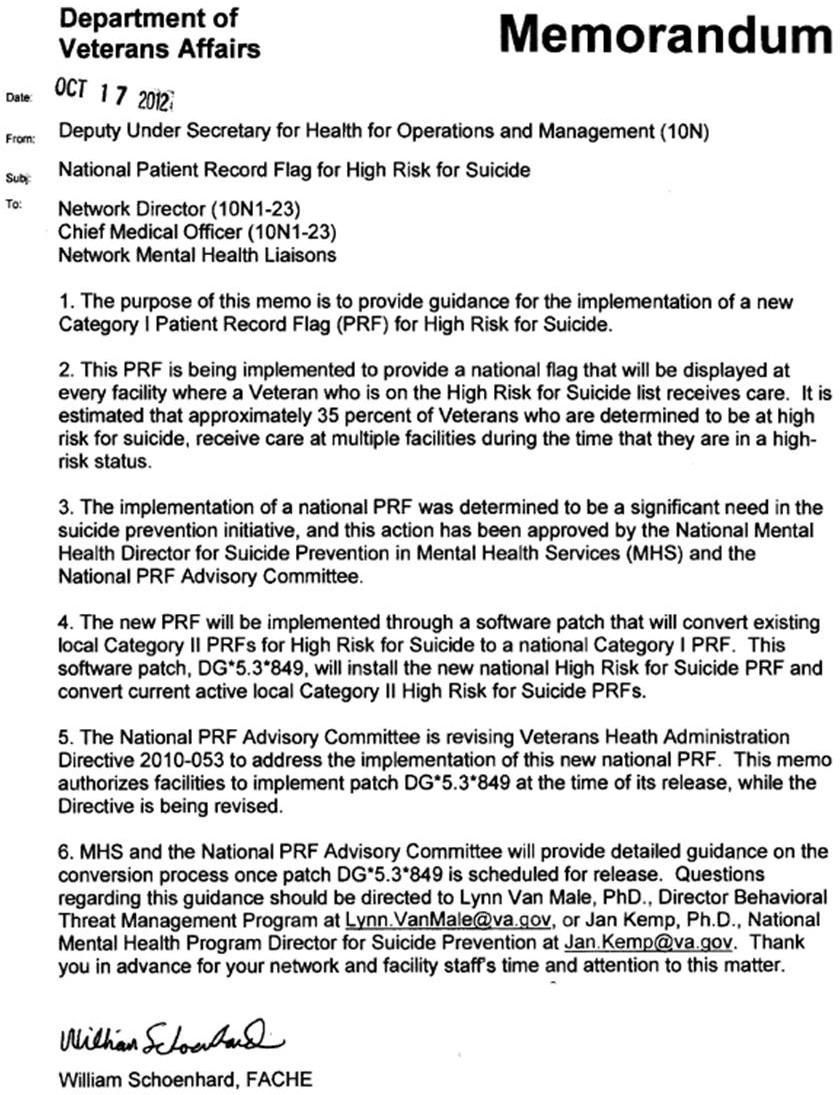 Department of
Veterans Affairs
Memorandum
Date: OCT 17 2012
From: Deputy Under Secretary for Health for Operations and Management (10N)
Subj: National Patient Record Flag for High Risk for Suicide
To: Network Director (10N1-23)
Chief Medical Officer (10N1-23)
Network Mental Health Liaisons
1. The purpose of this memo is to provide guidance for the implementation of a new
Category I Patient Record Flag (PRF) for High Risk for Suicide.
2. This PRF is being implemented to provide a national flag that will be displayed at
every facility where a Veteran who is on the High Risk for Suicide list receives care. It is
estimated that approximately 35 percent of Veterans who are determined to be at high
risk for suicide, receive care at multiple facilities during the time that they are in a high-
risk status.
3. The implementation of a national PRF was determined to be a significant need in the
suicide prevention initiative, and this action has been approved by the National Mental
Health Director for Suicide Prevention in Mental Health Services (MHS) and the
National PRF Advisory Committee.
4. The new PRF will be implemented through a software patch that will convert existing
local Category II PRFs for High Risk for Suicide to a national Category I PRF. This
software patch, DG*5.3*849, will install the new national High Risk for Suicide PRF and
convert current active local Category II High Risk for Suicide PRFs.
5. The National PRF Advisory Committee is revising Veterans Heath Administration
Directive 2010-053 to address the implementation of this new national PRF. This memo
authorizes facilities to implement patch DG*5.3*849 at the time of its release, while the
Directive is being revised.
6. MHS and the National PRF Advisory Committee will provide detailed guidance on the
conversion process once patch DG*5.3*849 is scheduled for release. Questions
regarding this guidance should be directed to Lynn Van Male, PhD., Director Behavioral
Threat Management Program at Lynn.VanMale@va.gov, or Jan Kemp, Ph.D., National
Mental Health Program Director for Suicide Prevention at Jan.Kemp@va.gov. Thank
you in advance for your network and facility staff's time and attention to this matter.
William Schoenhard
William Schoenhard, FACHE